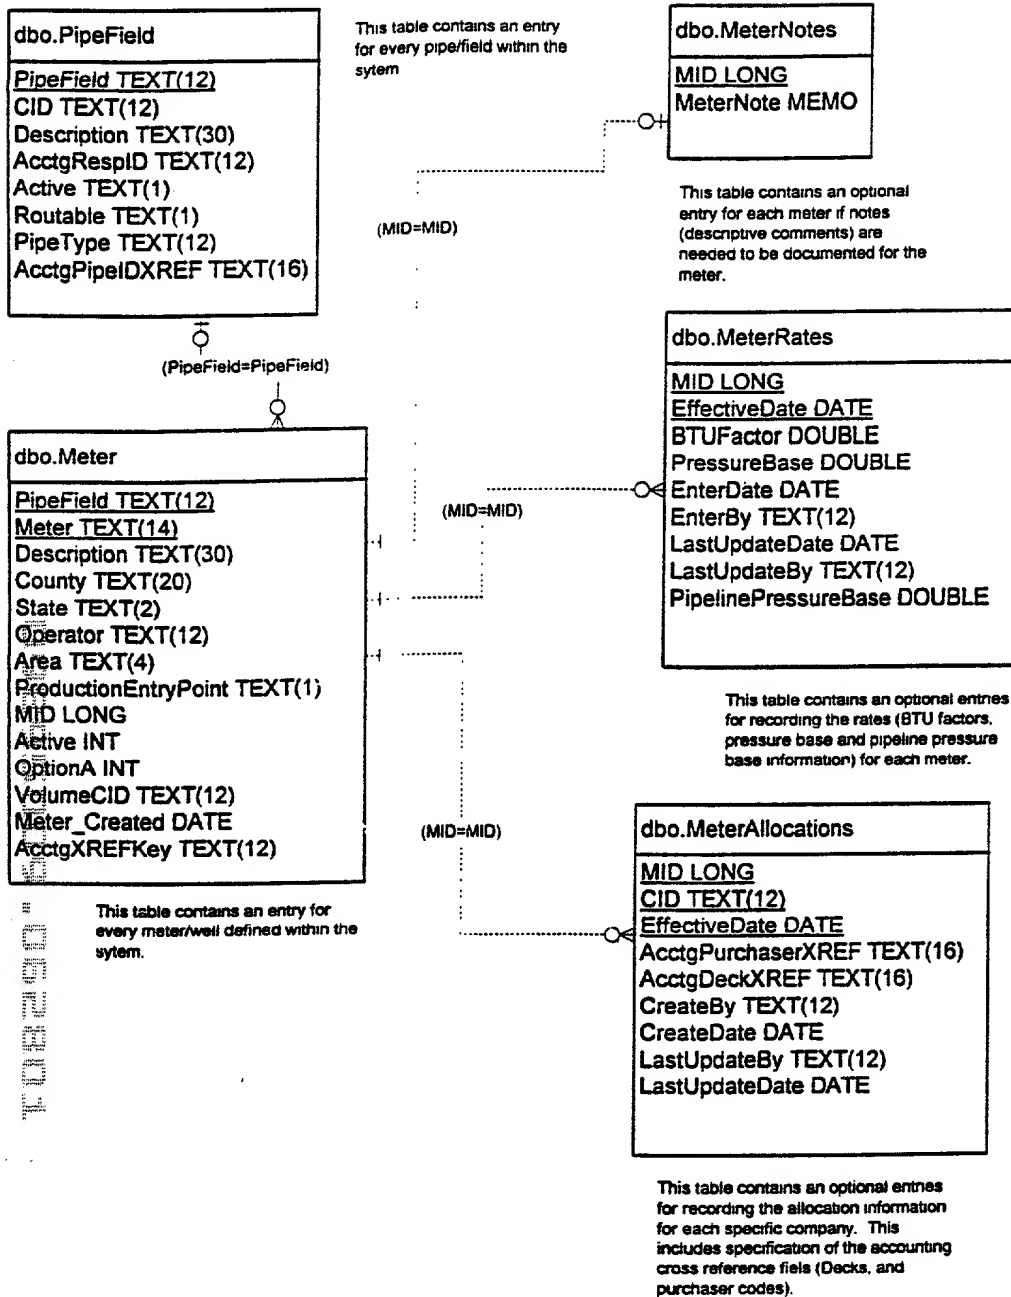 dbo.PipeField
PipeField TEXT(12)
CID TEXT(12)
Description TEXT(30)
AcctgRespID TEXT(12)
Active TEXT(1)
Routable TEXT(1)
PipeType TEXT(12)
AcctgPipeIDXREF TEXT(16)
This table contains an entry
for every pipe/field within the
sytem
dbo.MeterNotes
MID LONG
MeterNote MEMO
(MID=MID)
This table contains an optional
entry for each meter if notes
(descriptive comments) are
needed to be documented for the
meter.
(PipeField=PipeField)
dbo.Meter
PipeField TEXT(12)
Meter TEXT(14)
Description TEXT(30)
County TEXT(20)
State TEXT(2)
Operator TEXT(12)
Area TEXT(4)
ProductionEntryPoint TEXT(1)
MID LONG
Active INT
OptionA INT
VolumeCID TEXT(12)
Meter_Created DATE
AcctgXREFKey TEXT(12)
This table contains an entry for
every meter/well defined within the
sytem.
(MID=MID)
dbo.MeterRates
MID LONG
EffectiveDate DATE
BTUFactor DOUBLE
PressureBase DOUBLE
EnterDate DATE
EnterBy TEXT(12)
LastUpdateDate DATE
LastUpdateBy TEXT(12)
PipelinePressureBase DOUBLE
This table contains an optional entries
for recording the rates (BTU factors,
pressure base and pipeline pressure
base information) for each meter.
(MID=MID)
dbo.MeterAllocations
MID LONG
CID TEXT(12)
EffectiveDate DATE
AcctgPurchaserXREF TEXT(16)
AcctgDeckXREF TEXT(16)
CreateBy TEXT(12)
CreateDate DATE
LastUpdateBy TEXT(12)
LastUpdateDate DATE
This table contains an optional entries
for recording the allocation information
for each specific company. This
includes specification of the accounting
cross reference fiels (Decks, and
purchaser codes).